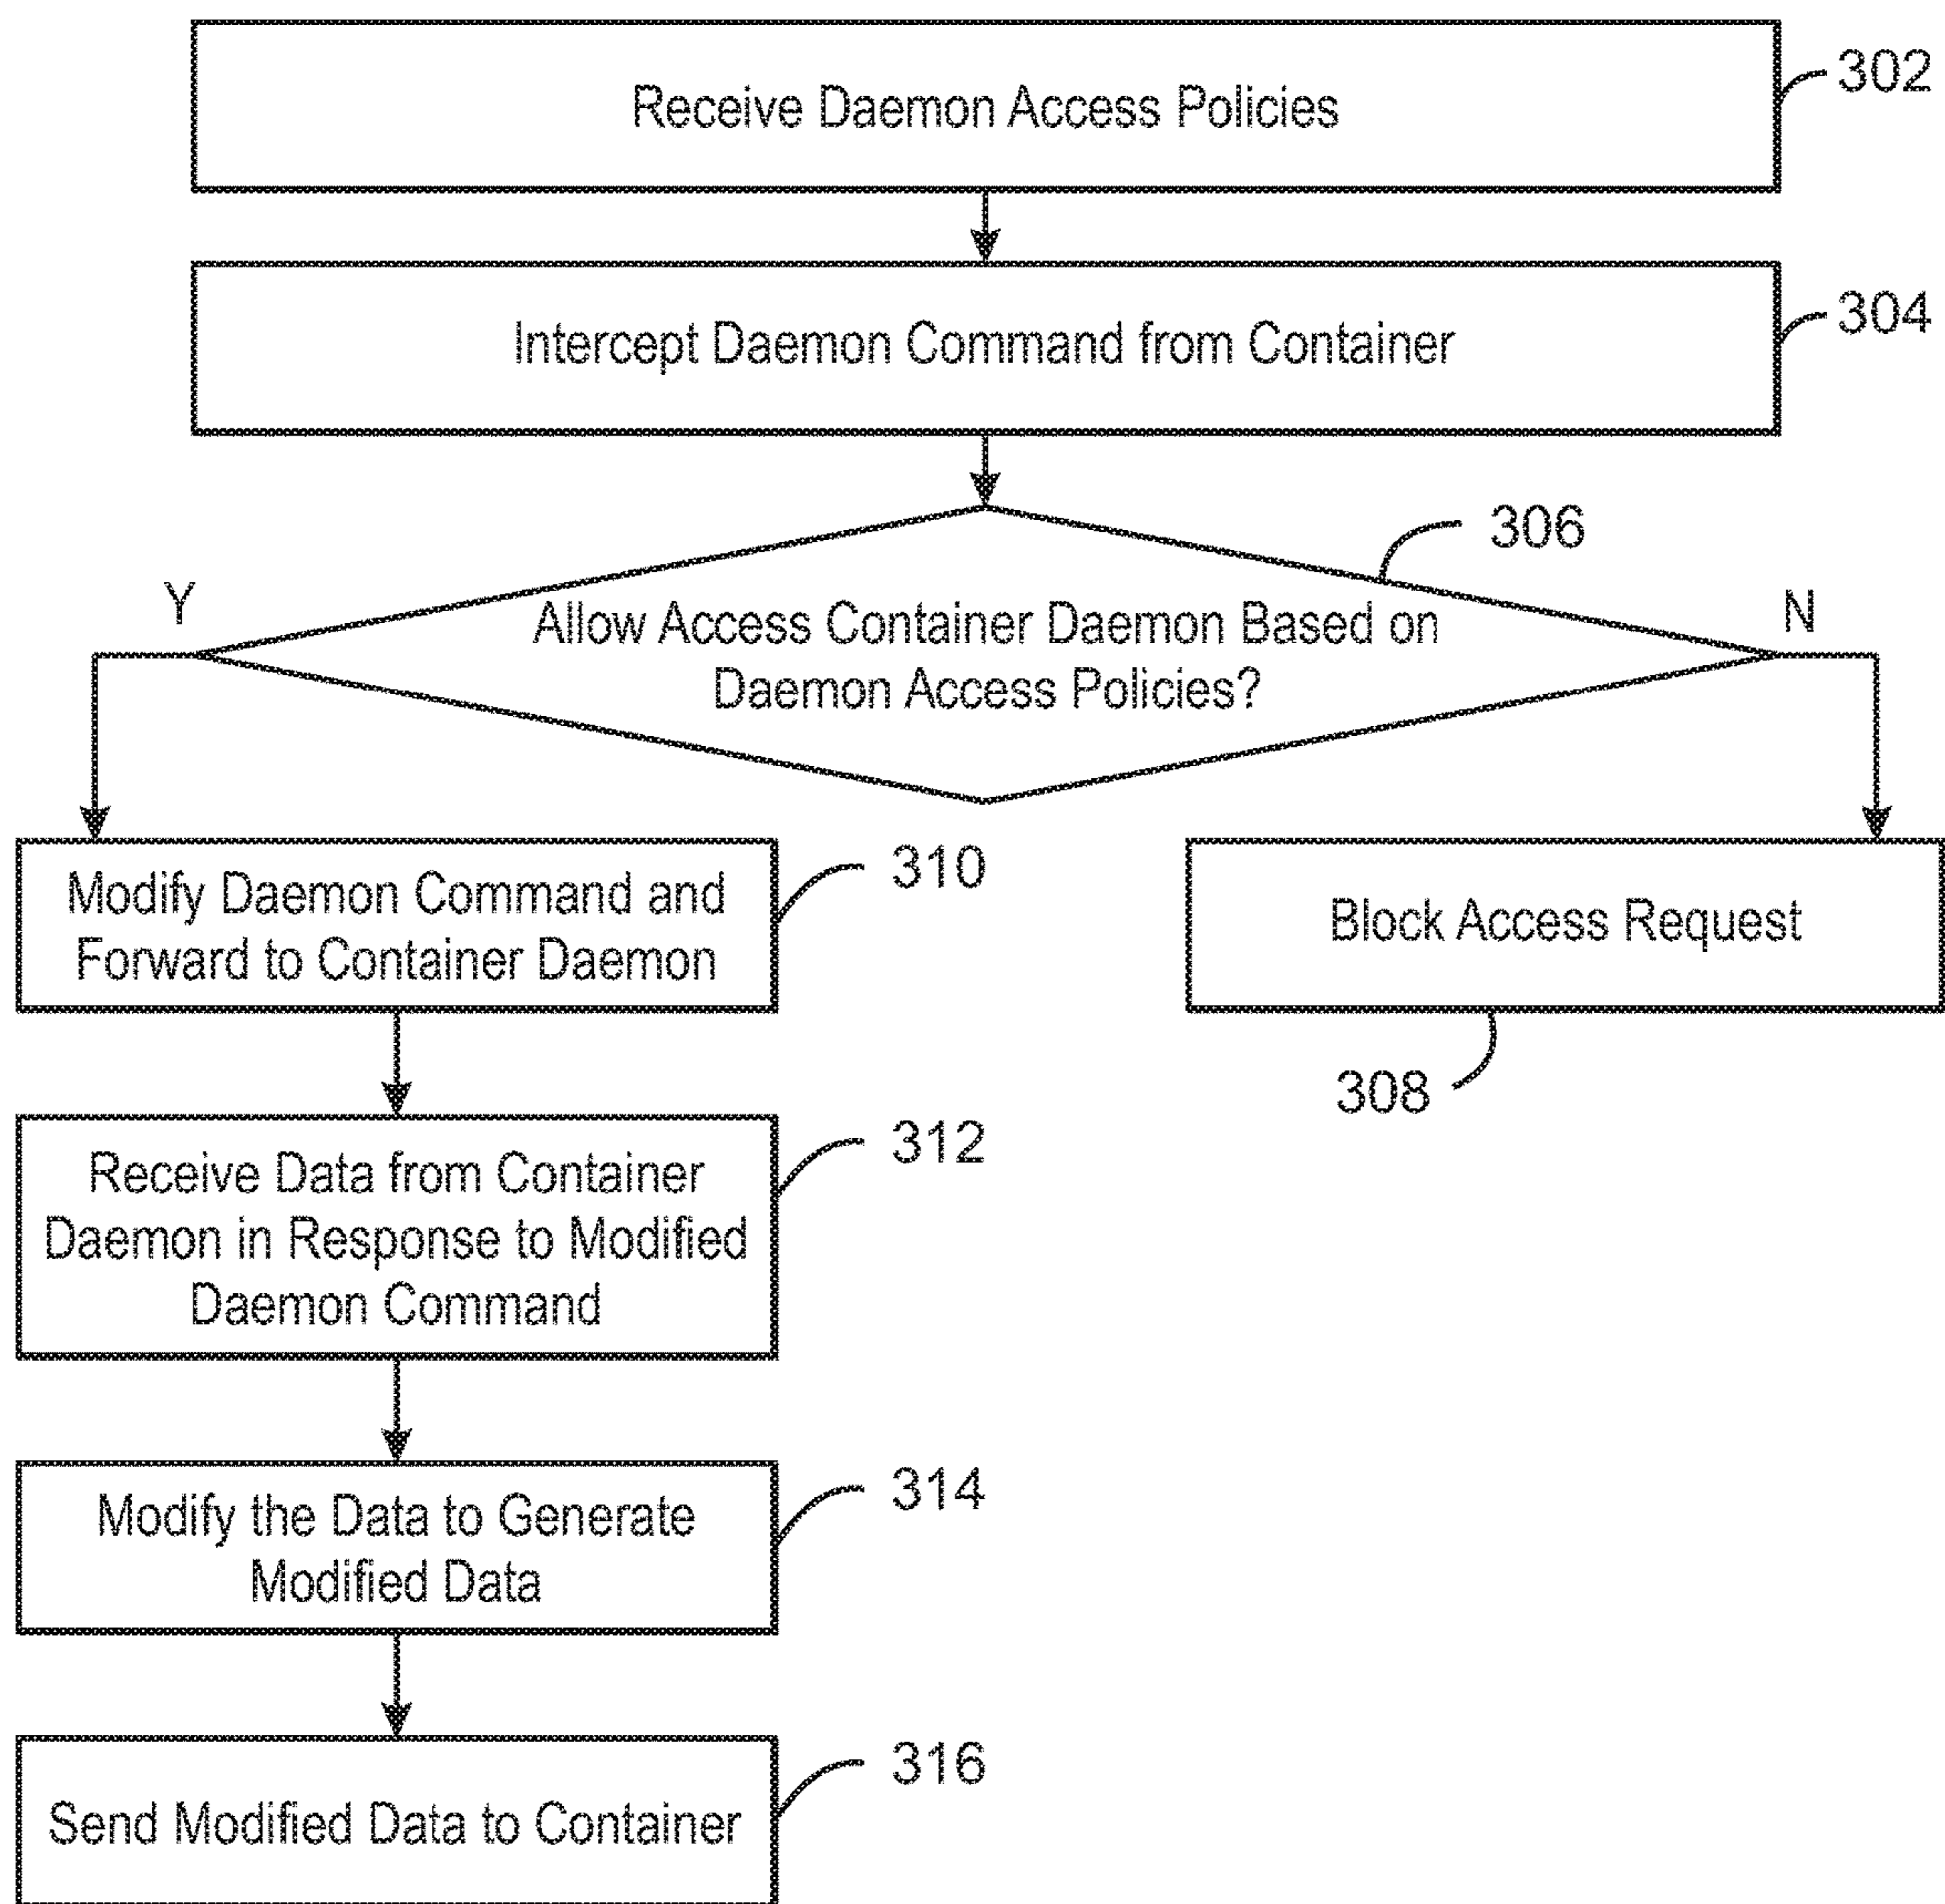 Receive Daemon Access Policies
302
Intercept Daemon Command from Container
304
306
Y
Allow Access Container Daemon Based on
Daemon Access Policies?
N
Modify Daemon Command and
Forward to Container Daemon
310
Block Access Request
308
Receive Data from Container
Daemon in Response to Modified
Daemon Command
312
Modify the Data to Generate
Modified Data
314
Send Modified Data to Container
316